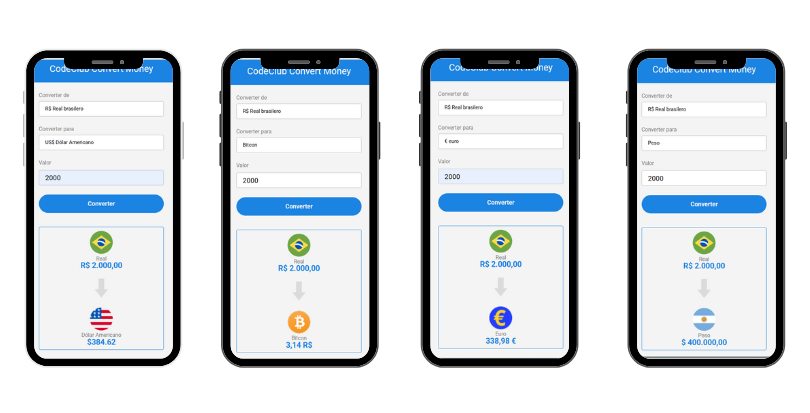 CodeClub Convert Money
Converter de
R$ Real brasileiro
Converter para
US$ Dólar Americano
Valor
2000
Converter
Real
R$ 2.000,00
Dólar Americano
$384.62
CodeClub Convert Money
Converter de
R$ Real brasileiro
Converter para
Bitcon
Valor
2000
Converter
Real
R$ 2.000,00
Bitcon
3,14 R$
CodeClub Convert Money
Converter de
R$ Real brasileiro
Converter para
€ euro
Valor
2000
Converter
Real
R$ 2.000,00
Euro
338,98 €
CodeClub Convert Money
Converter de
R$ Real brasileiro
Converter para
Peso
Valor
2000
Converter
Real
R$ 2.000,00
Peso
$ 400.000,00